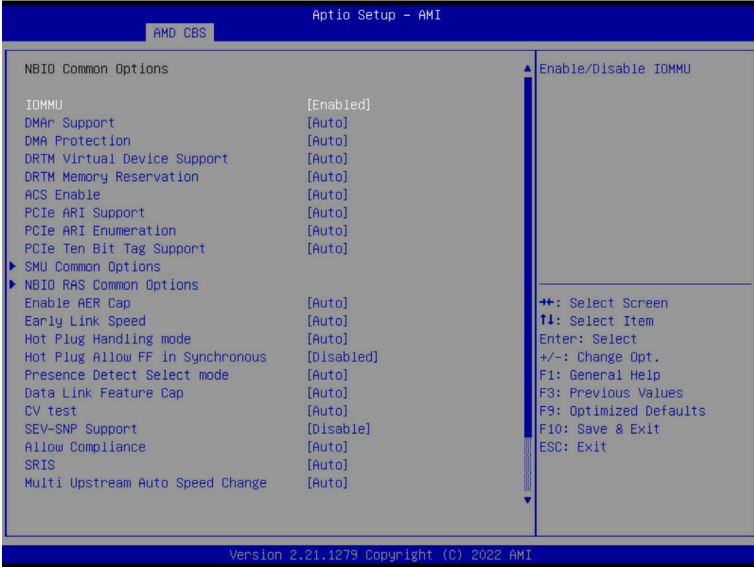 Aptio Setup – AMI
AMD CBS
NBIO Common Options
Enable/Disable IOMMU
IOMMU [Enabled]
DMAr Support [Auto]
DMA Protection [Auto]
DRTM Virtual Device Support [Auto]
DRTM Memory Reservation [Auto]
ACS Enable [Auto]
PCIe ARI Support [Auto]
PCIe ARI Enumeration [Auto]
PCIe Ten Bit Tag Support [Auto]
SMU Common Options
NBIO RAS Common Options
Enable AER Cap [Auto]
Early Link Speed [Auto]
Hot Plug Handling mode [Auto]
Hot Plug Allow FF in Synchronous [Disabled]
Presence Detect Select mode [Auto]
Data Link Feature Cap [Auto]
CV test [Auto]
SEV-SNP Support [Disable]
Allow Compliance [Auto]
SRIS [Auto]
Multi Upstream Auto Speed Change [Auto]
→←: Select Screen
↑↓: Select Item
Enter: Select
+/-: Change Opt.
F1: General Help
F3: Previous Values
F9: Optimized Defaults
F10: Save & Exit
ESC: Exit
Version 2.21.1279 Copyright (C) 2022 AMI